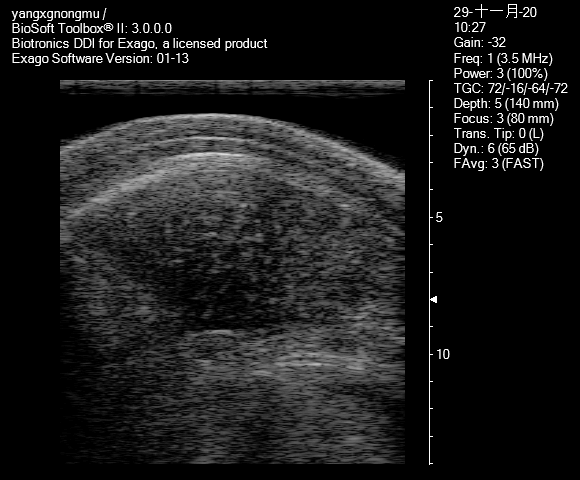 yangxgnongmu /
BioSoft Toolbox® II: 3.0.0.0
Biotronics DDI for Exago, a licensed product
Exago Software Version: 01-13
29-十一月-20
10:27
Gain: -32
Freq: 1 (3.5 MHz)
Power: 3 (100%)
TGC: 72/-16/-64/-72
Depth: 5 (140 mm)
Focus: 3 (80 mm)
Trans. Tip: 0 (L)
Dyn.: 6 (65 dB)
FAvg: 3 (FAST)
5
10